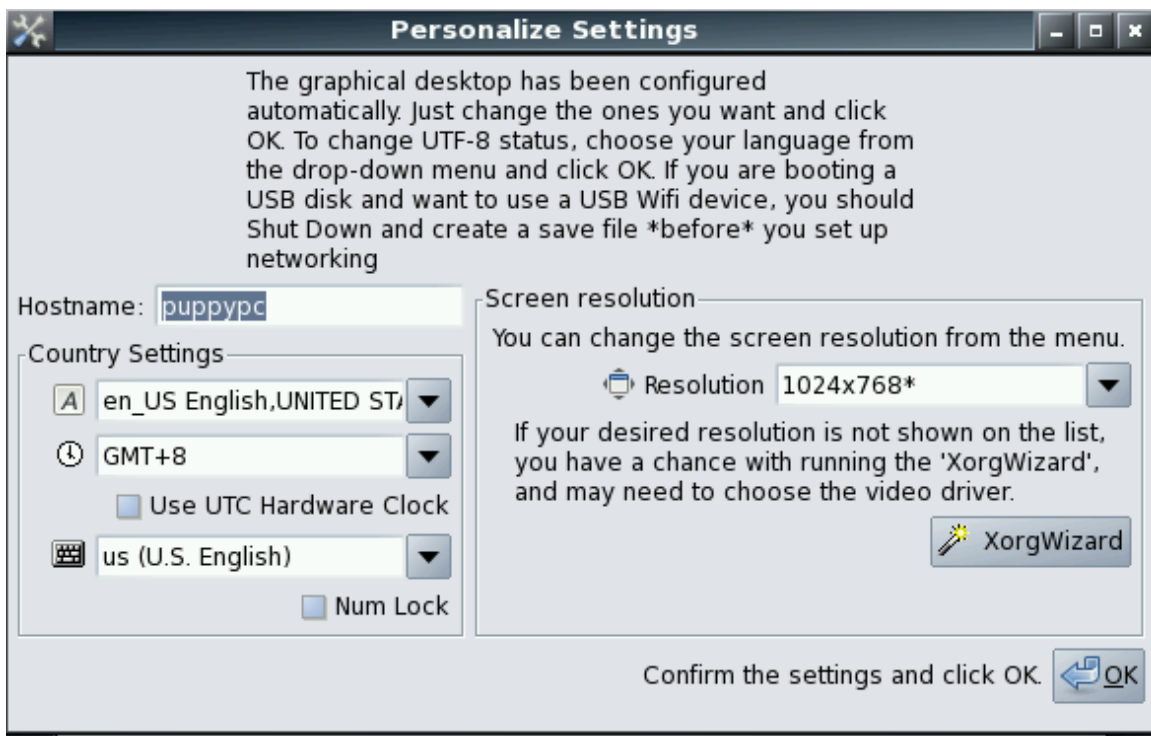 Personalize Settings
The graphical desktop has been configured
automatically. Just change the ones you want and click
OK. To change UTF-8 status, choose your language from
the drop-down menu and click OK. If you are booting a
USB disk and want to use a USB Wifi device, you should
Shut Down and create a save file *before* you set up
networking
Hostname: puppypc
Country Settings
A en_US English,UNITED STA
GMT+8
Use UTC Hardware Clock
us (U.S. English)
Num Lock
Screen resolution
You can change the screen resolution from the menu.
Resolution 1024x768*
If your desired resolution is not shown on the list,
you have a chance with running the 'XorgWizard',
and may need to choose the video driver.
XorgWizard
Confirm the settings and click OK. OK